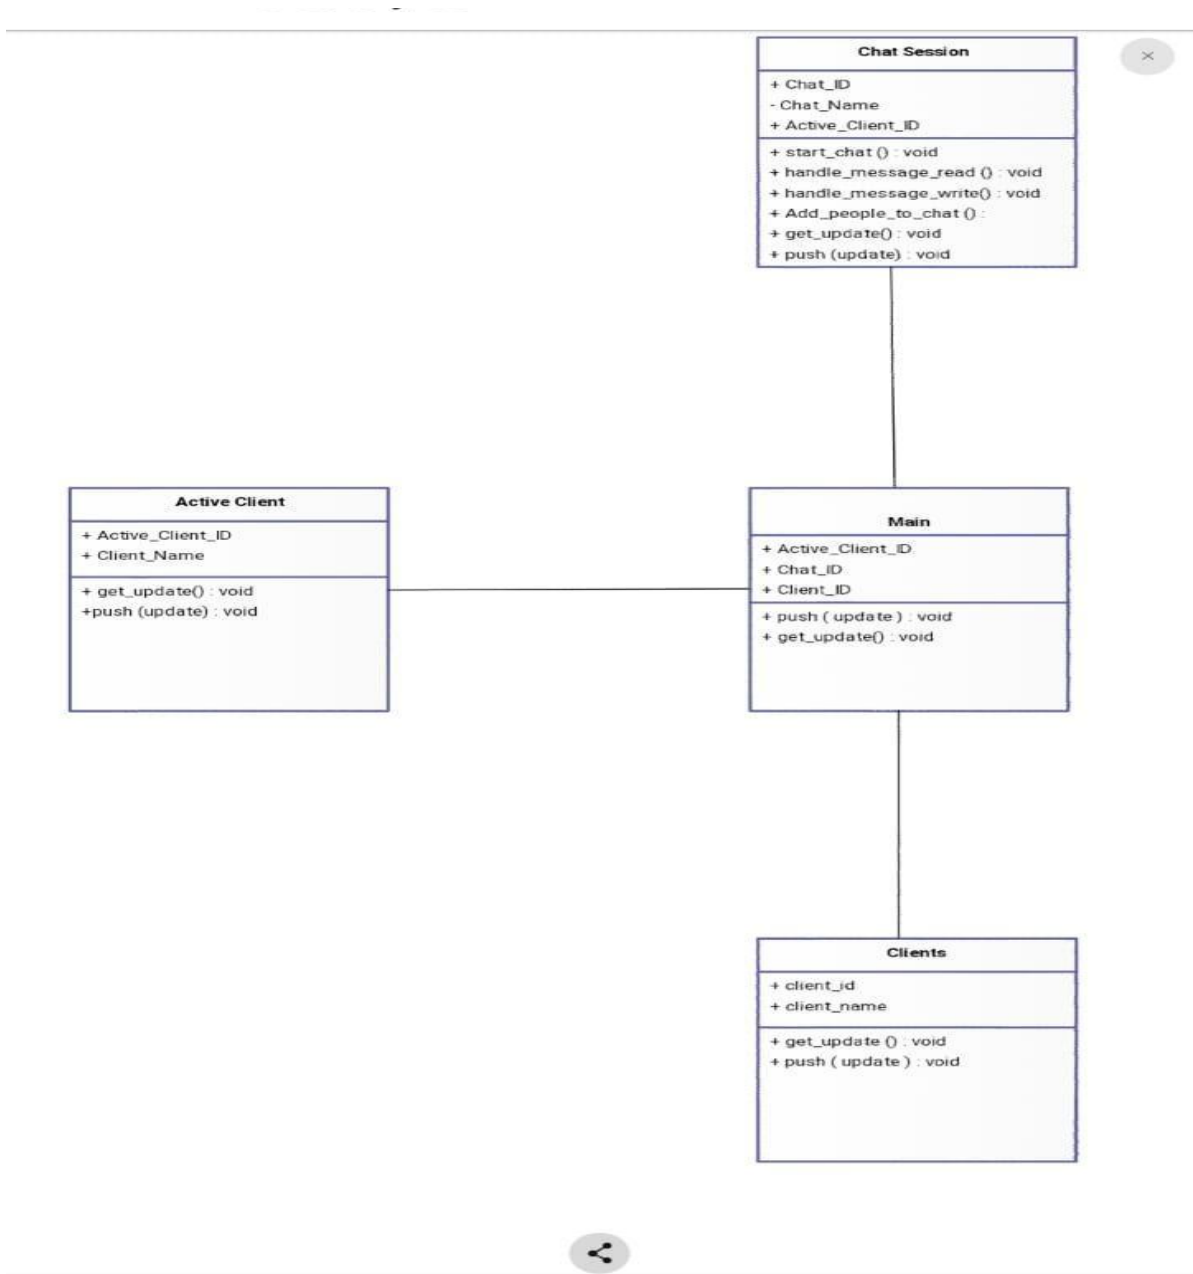 Chat Session
+ Chat_ID
- Chat_Name
+ Active_Client_ID
+ start_chat () : void
+ handle_message_read () : void
+ handle_message_write() : void
+ Add_people_to_chat () :
+ get_update() : void
+ push (update) : void
Active Client
+ Active_Client_ID
+ Client_Name
+ get_update() : void
+push (update) : void
Main
+ Active_Client_ID
+ Chat_ID
+ Client_ID
+ push ( update ) : void
+ get_update() : void
Clients
+ client_id
+ client_name
+ get_update () : void
+ push ( update ) : void